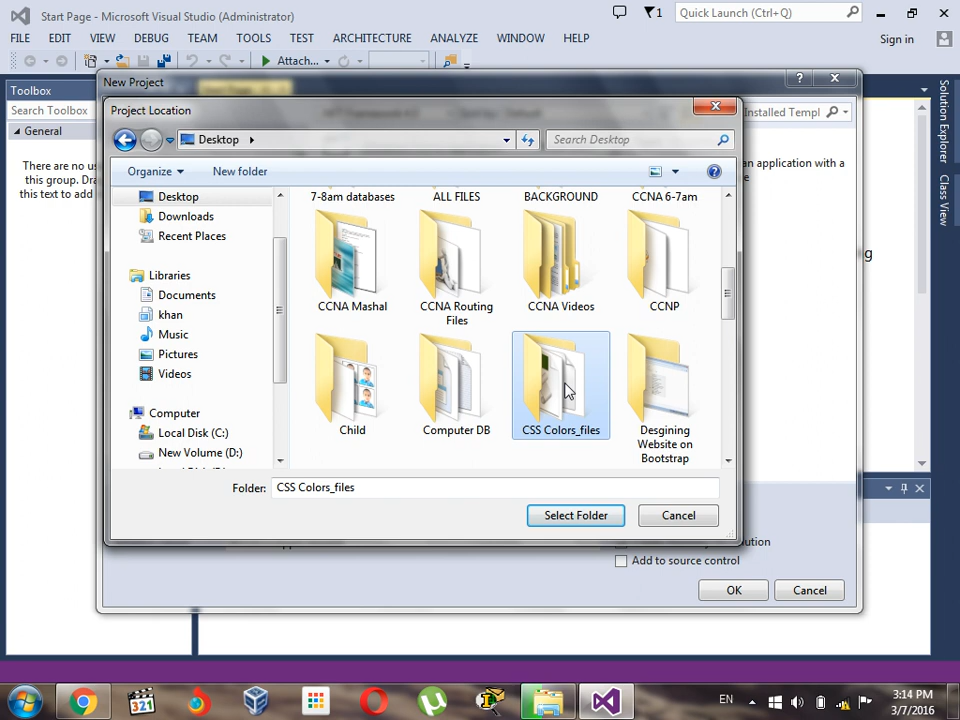 Start Page - Microsoft Visual Studio (Administrator)
1
Quick Launch (Ctrl+Q)
FILE EDIT VIEW DEBUG TEAM TOOLS TEST ARCHITECTURE ANALYZE WINDOW HELP
Sign in
Attach...
Toolbox
Search Toolbox
General
There are no us
this group. Dra
this text to add
New Project
Installed Templ
an application with a
Project Location
Desktop
Search Desktop
Organize
New folder
Desktop
Downloads
Recent Places
Libraries
Documents
khan
Music
Pictures
Videos
Computer
Local Disk (C:)
New Volume (D:)
7-8am databases
ALL FILES
BACKGROUND
CCNA 6-7am
CCNA Mashal
CCNA Routing
Files
CCNA Videos
CCNP
Child
Computer DB
CSS Colors_files
Desgining
Website on
Bootstrap
Folder: CSS Colors_files
Select Folder
Cancel
Add to source control
OK
Cancel
Solution Explorer
Class View
321
EN
3:14 PM
3/7/2016